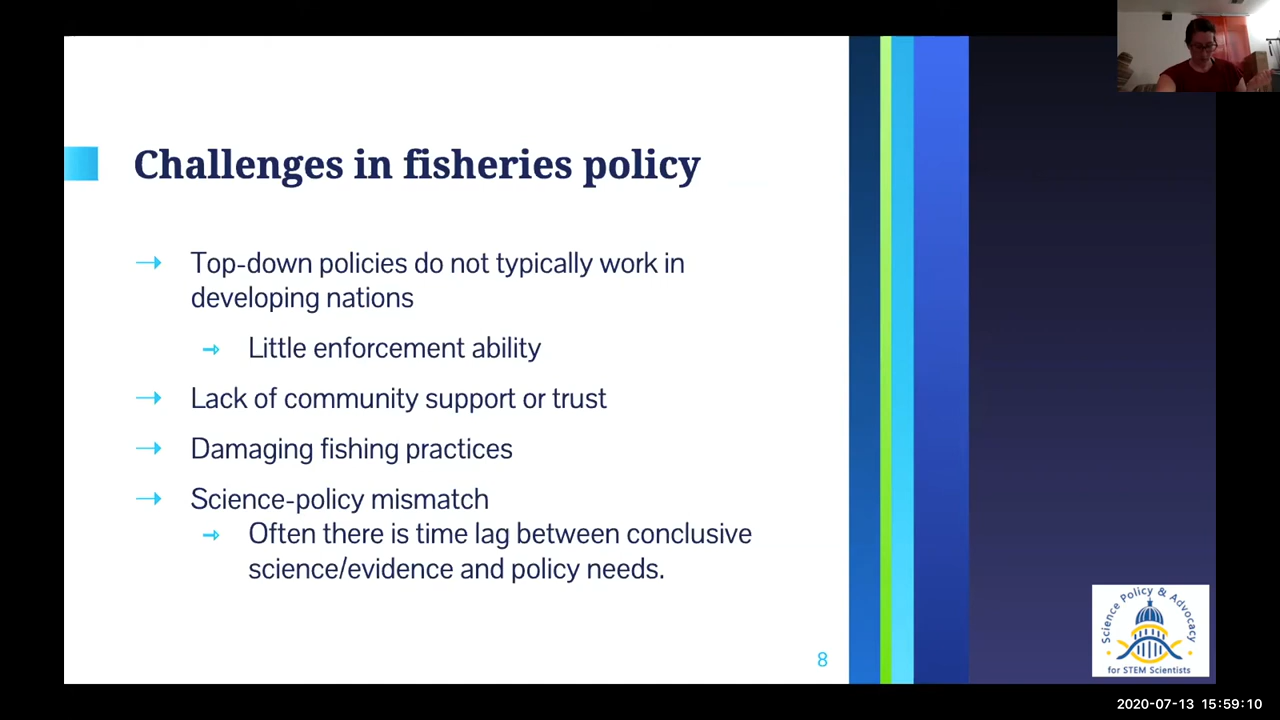 Challenges in fisheries policy
→ Top-down policies do not typically work in
developing nations
→ Little enforcement ability
→ Lack of community support or trust
→ Damaging fishing practices
→ Science-policy mismatch
→ Often there is time lag between conclusive
science/evidence and policy needs.
8
Science Policy & Advocacy
for STEM Scientists
2020-07-13 15:59:10